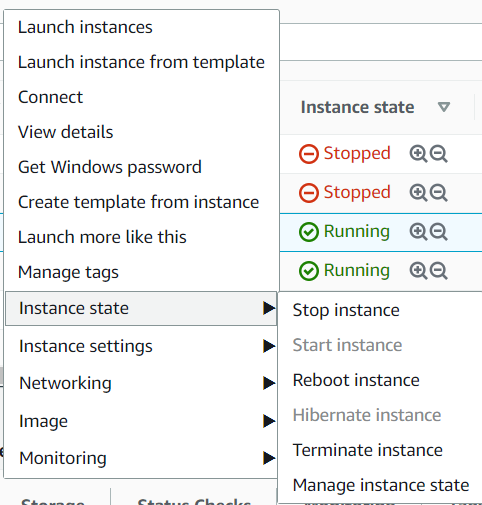 Launch instances
Launch instance from template
Connect
View details
Get Windows password
Create template from instance
Launch more like this
Manage tags
Instance state
Instance settings
Networking
Image
Monitoring
Instance state
Stopped
Stopped
Running
Running
Stop instance
Start instance
Reboot instance
Hibernate instance
Terminate instance
Manage instance state
Storage
Status Checks
Monitoring